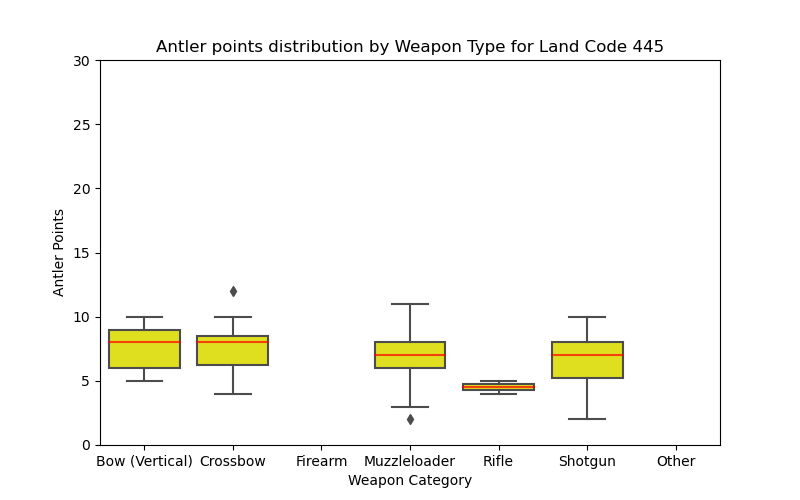 Antler points distribution by Weapon Type for Land Code 445
30
25
20
15
10
5
0
Antler Points
Bow (Vertical) Crossbow Firearm Muzzleloader Rifle Shotgun Other
Weapon Category